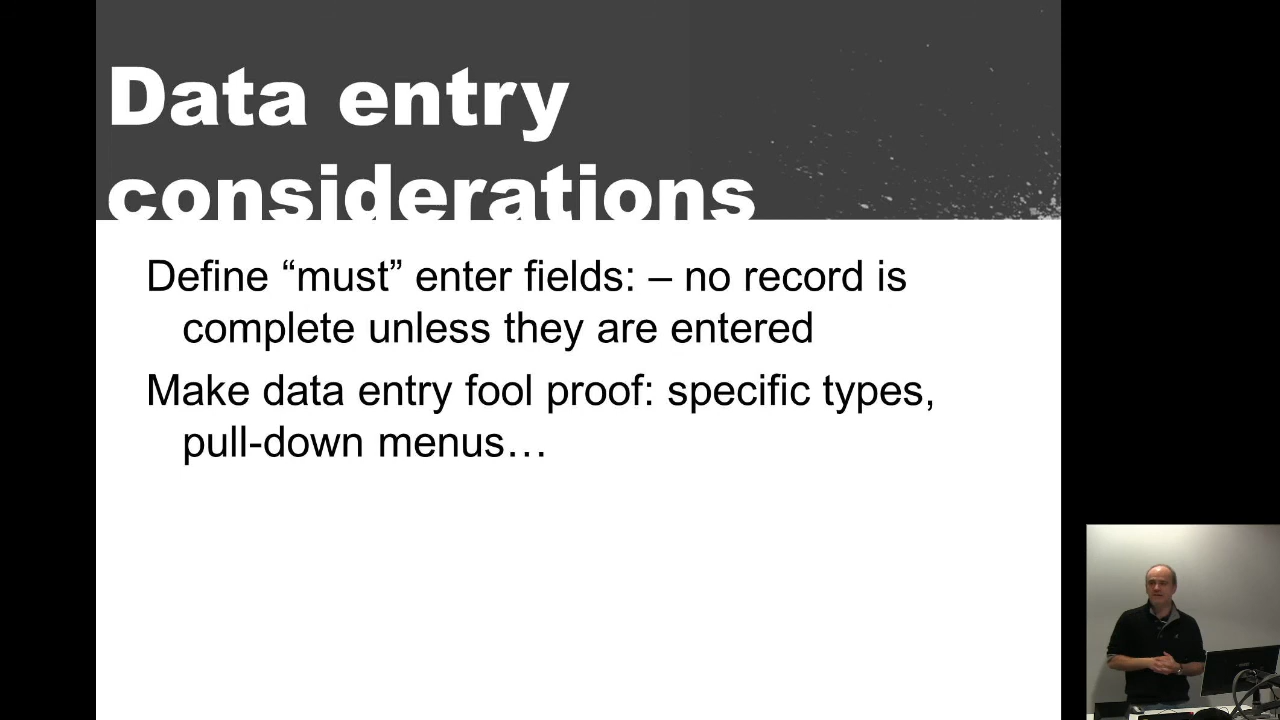 Data entry
considerations
Define “must” enter fields: – no record is
complete unless they are entered
Make data entry fool proof: specific types,
pull-down menus…